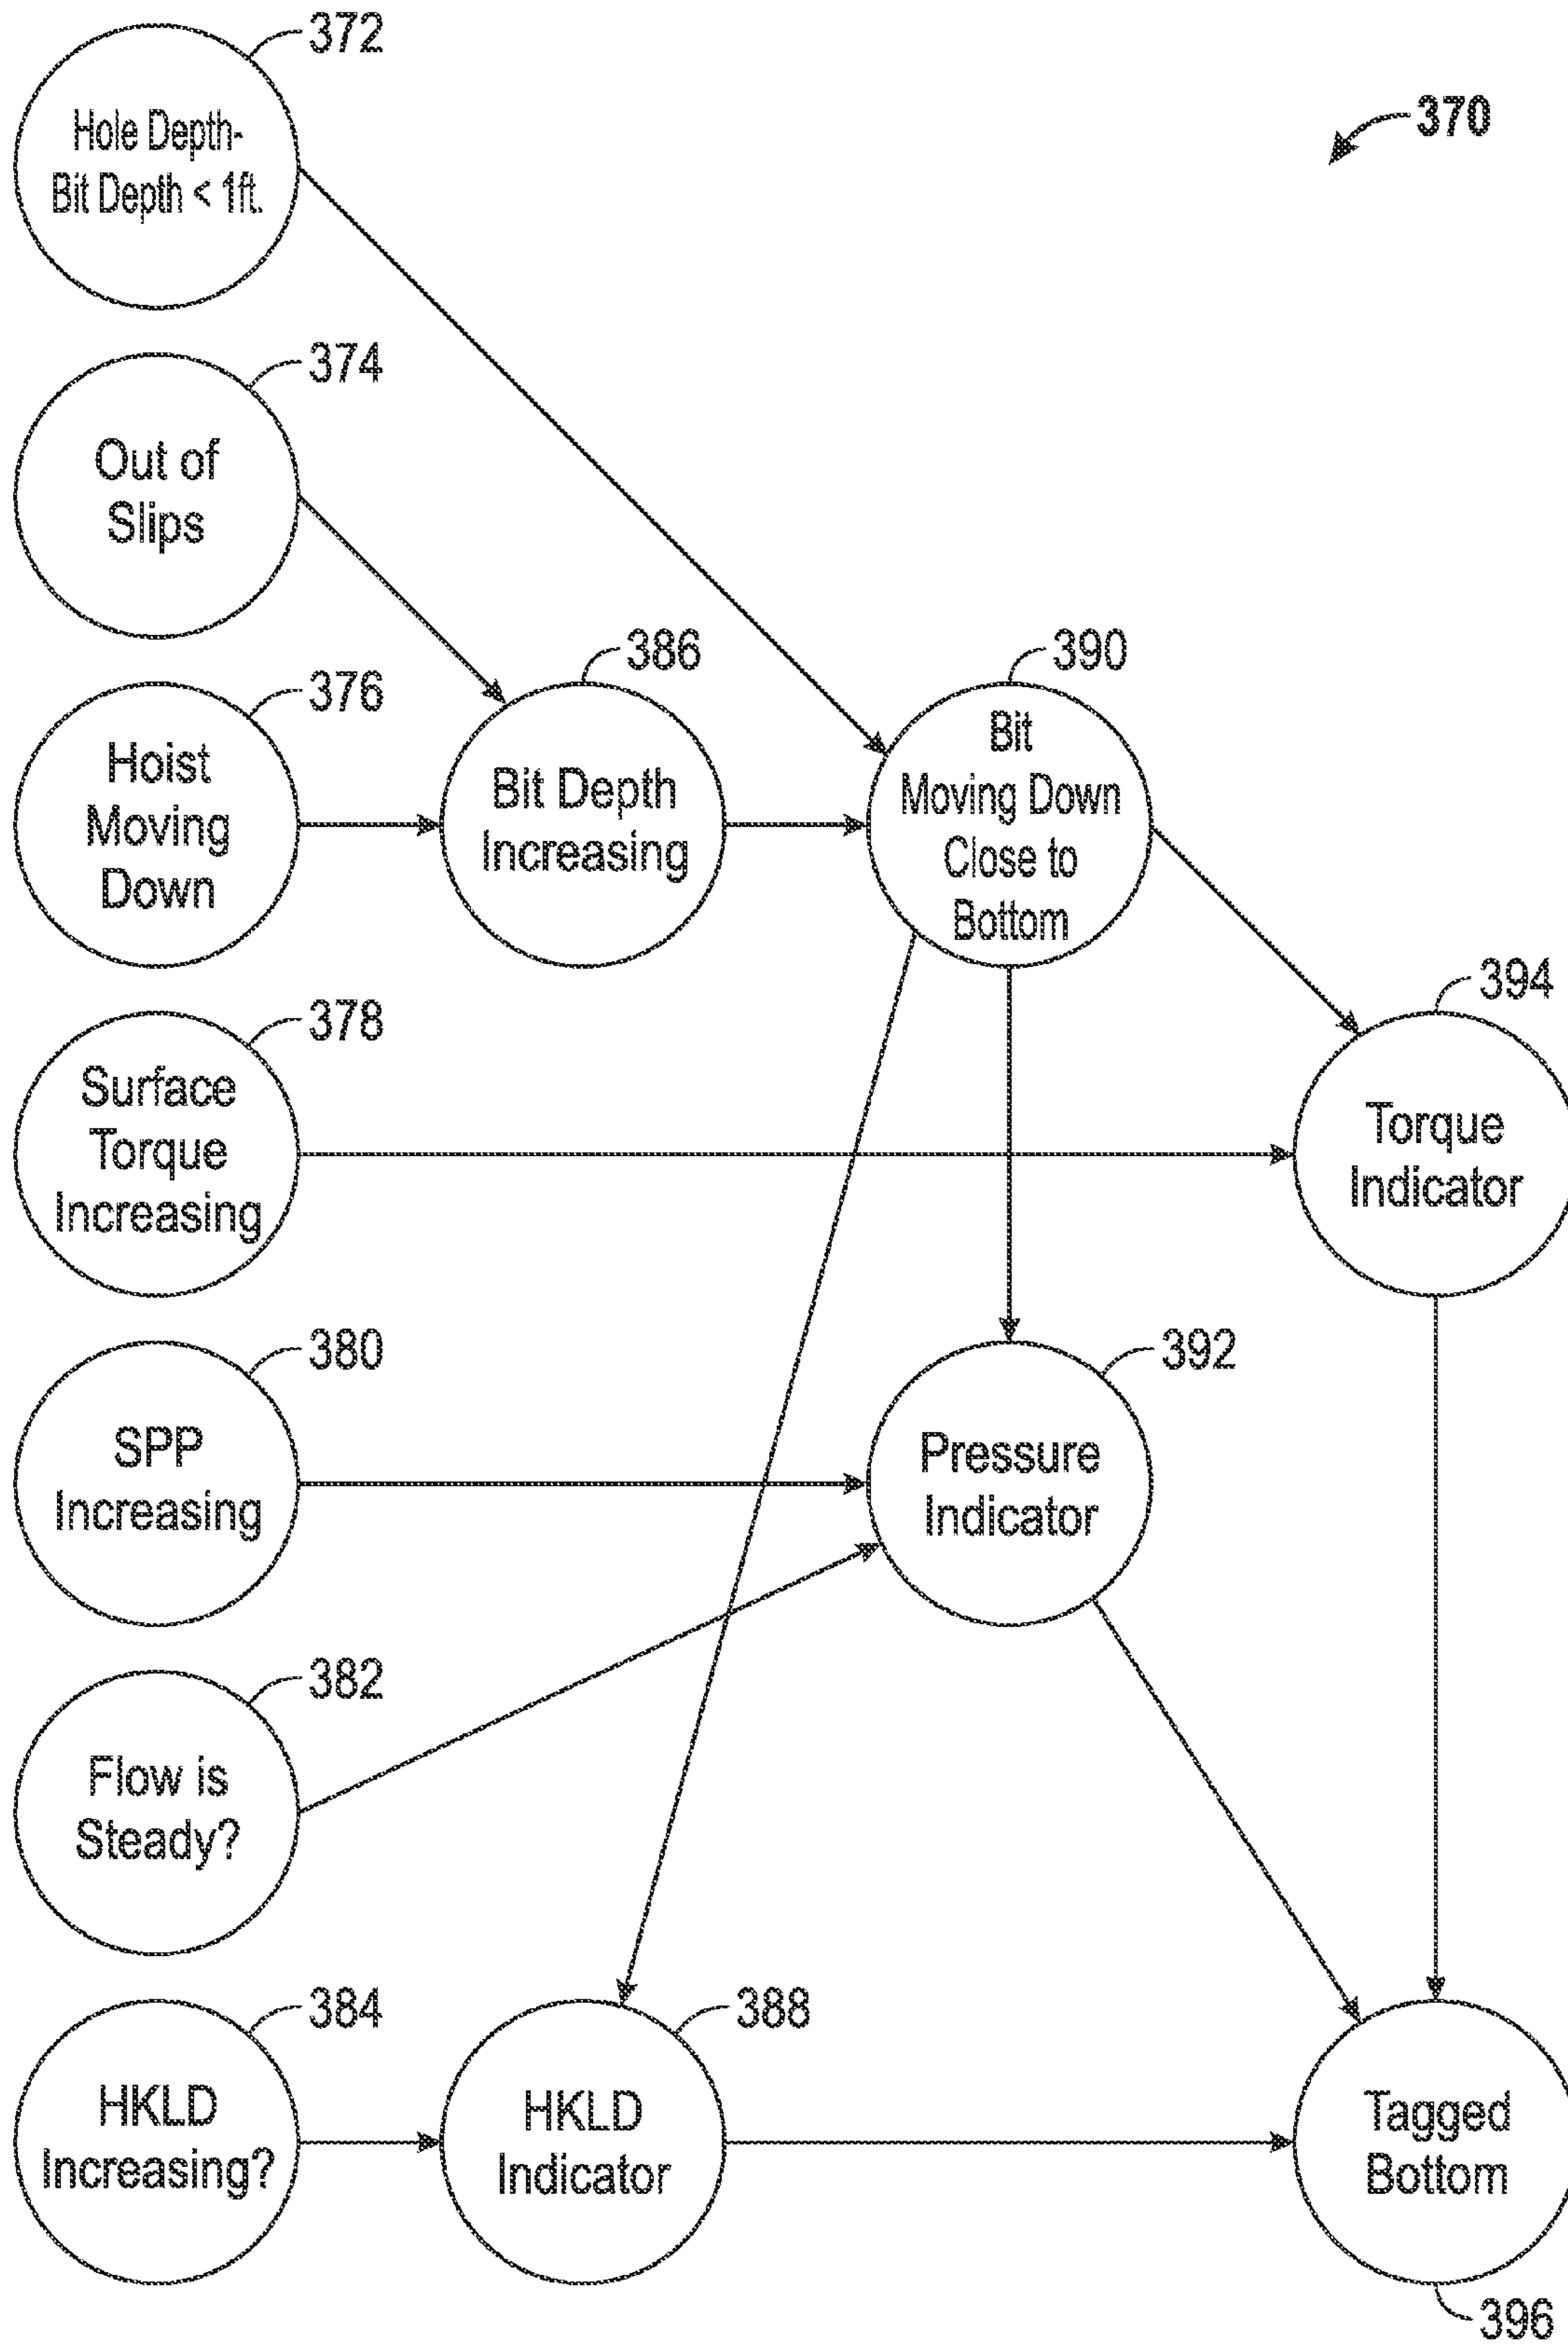 372
Hole Depth-
Bit Depth < 1ft.
370
374
Out of
Slips
376
Hoist
Moving
Down
386
Bit Depth
Increasing
390
Bit
Moving Down
Close to
Bottom
378
Surface
Torque
Increasing
394
Torque
Indicator
380
SPP
Increasing
392
Pressure
Indicator
382
Flow is
Steady?
384
HKLD
Increasing?
388
HKLD
Indicator
Tagged
Bottom
396